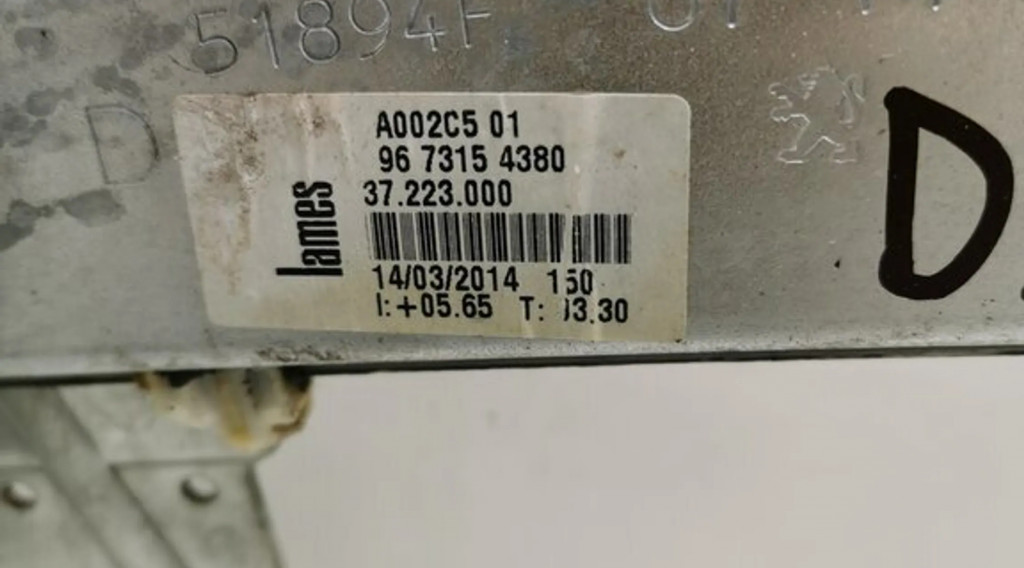 51894F
D
A002C5 01
96 7315 4380
37.223.000
lames
14/03/2014 150
I:+05.65 T:
D